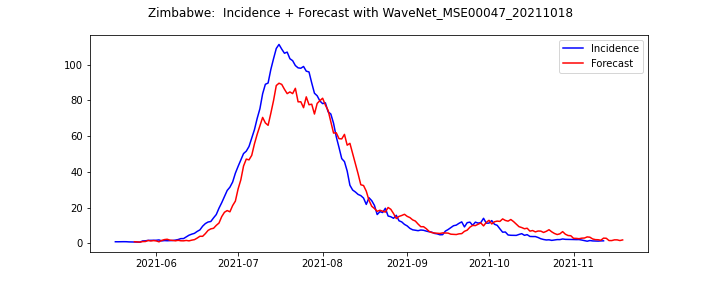 Zimbabwe:  Incidence + Forecast with WaveNet_MSE00047_20211018
Incidence
Forecast
100
80
60
40
20
0
2021-06 2021-07 2021-08 2021-09 2021-10 2021-11